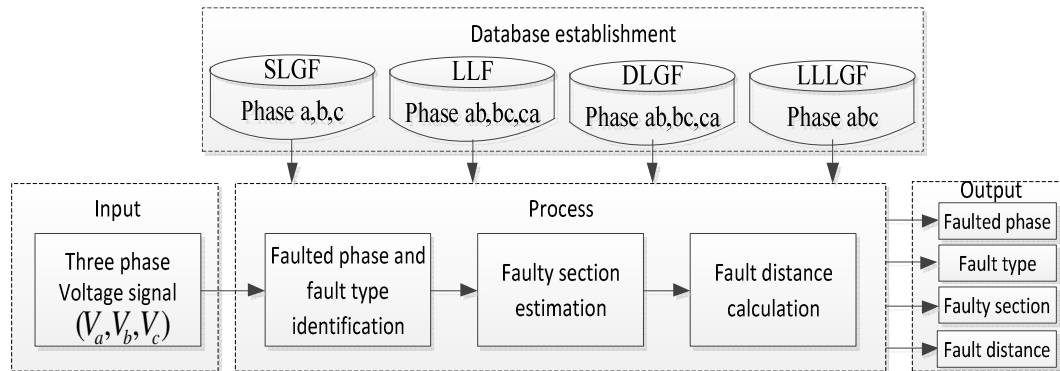 Database establishment
SLGF
Phase a,b,c
LLF
Phase ab,bc,ca
DLGF
Phase ab,bc,ca
LLLGF
Phase abc
Input
Three phase
Voltage signal
(Va,Vb,Vc)
Process
Faulted phase and
fault type
identification
Faulty section
estimation
Fault distance
calculation
Output
Faulted phase
Fault type
Faulty section
Fault distance